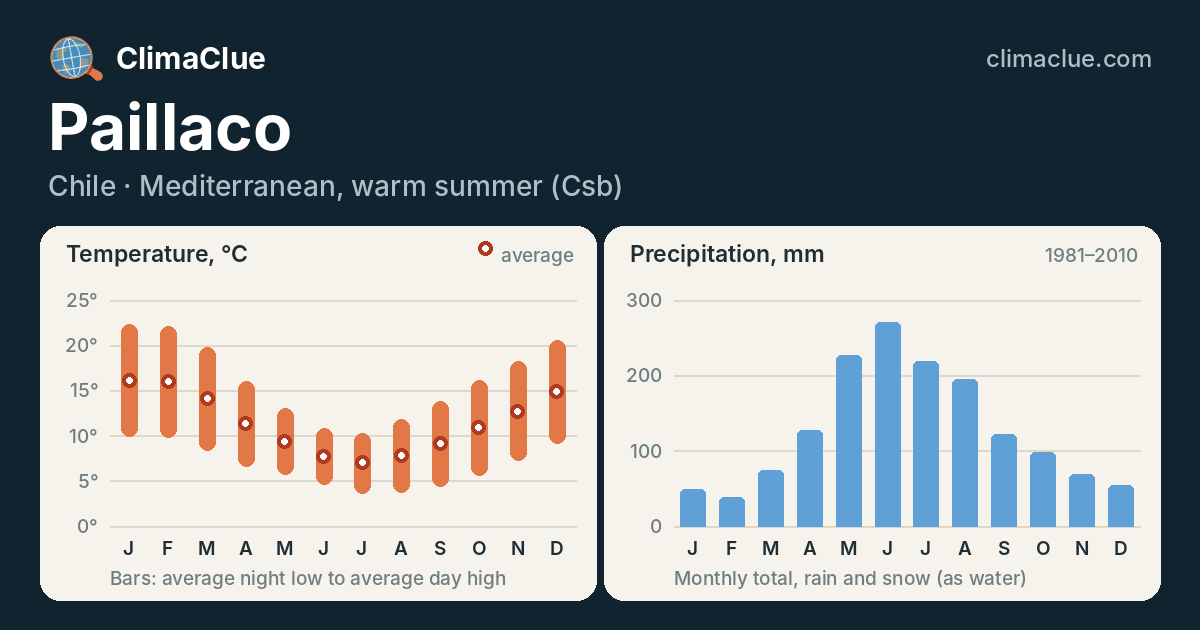 ClimaClue
climaclue.com
Paillaco
Chile · Mediterranean, warm summer (Csb)
Temperature, °C
average
25°
20°
15°
10°
5°
0°
J F M A M J J A S O N D
Bars: average night low to average day high
Precipitation, mm
1981–2010
300
200
100
0
J F M A M J J A S O N D
Monthly total, rain and snow (as water)